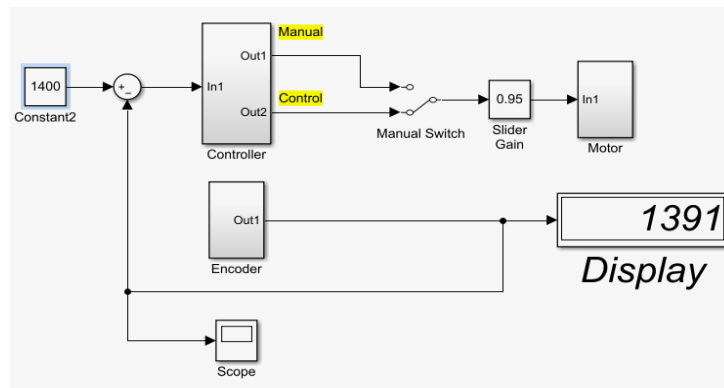 Manual
1400
Constant2
+
−
In1
Out1
Out2
Controller
Control
Manual Switch
0.95
Slider
Gain
In1
Motor
Out1
Encoder
1391
Display
Scope